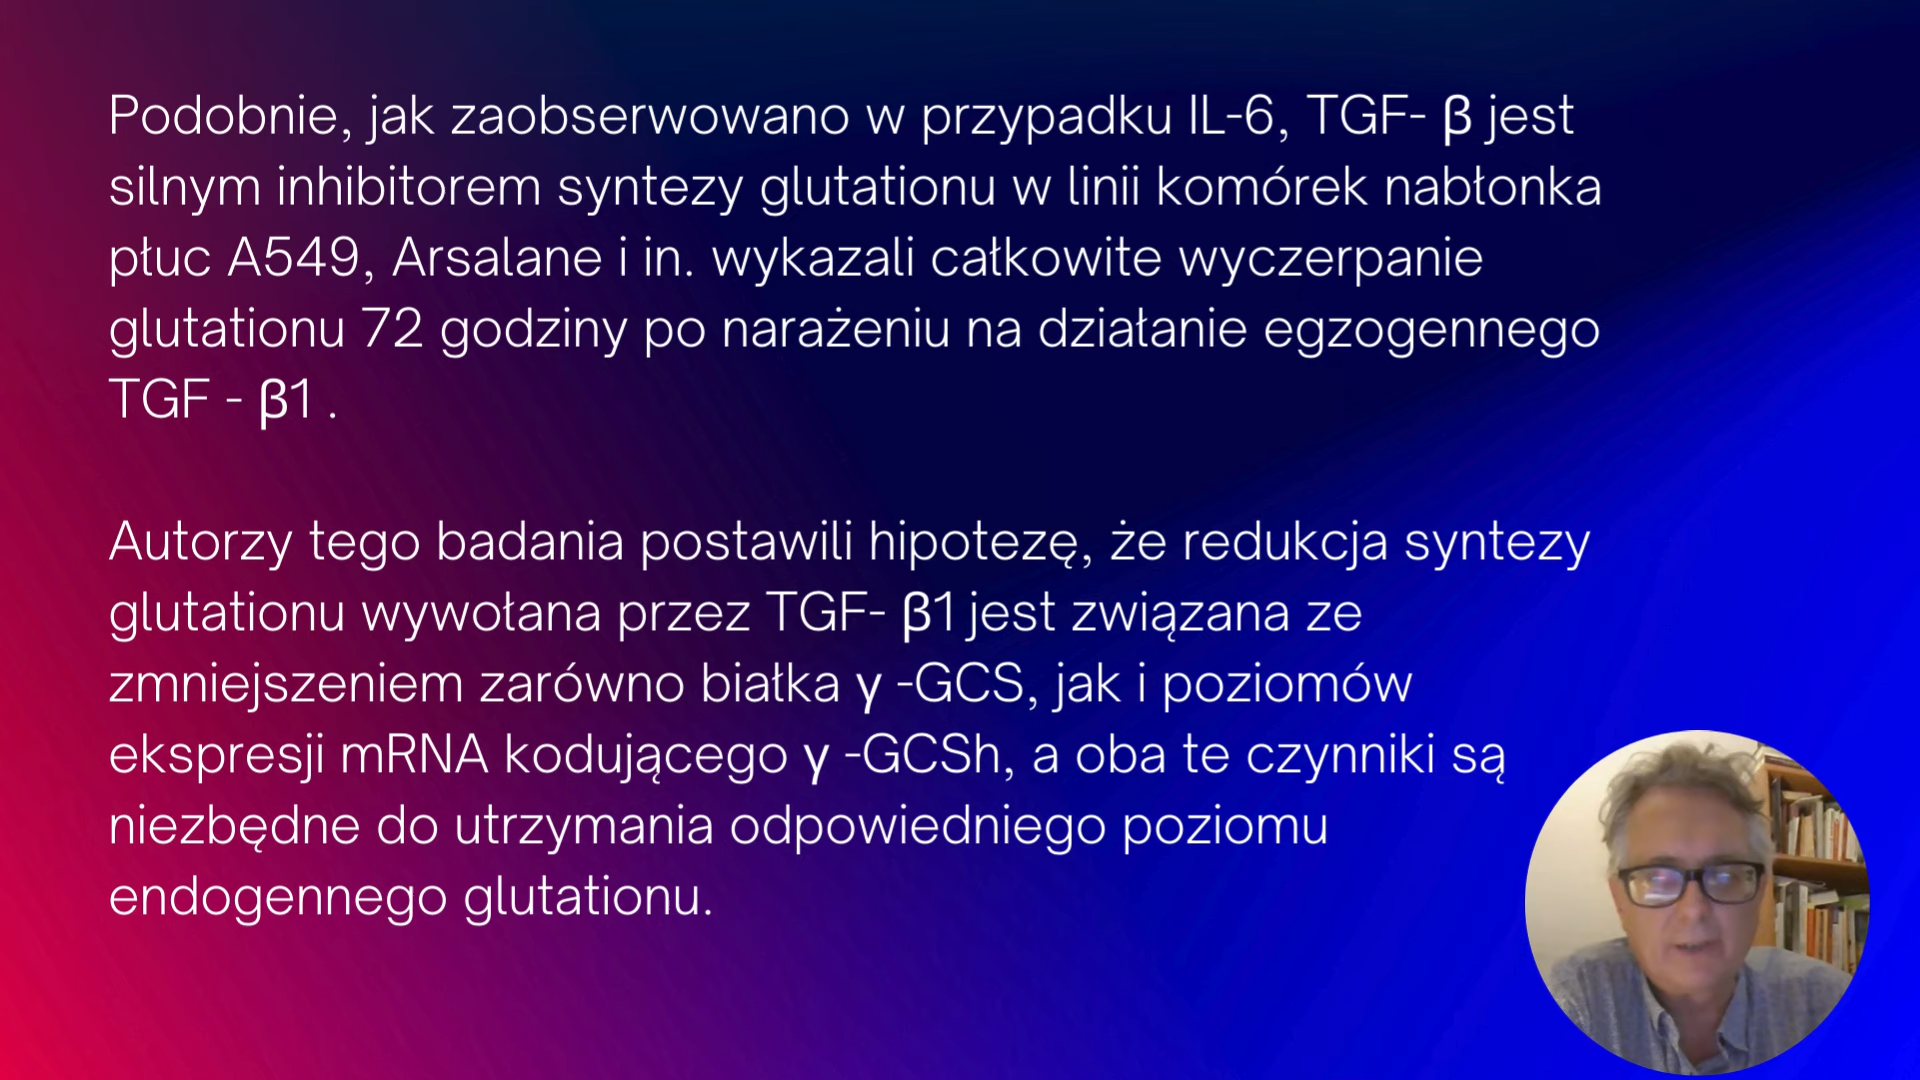 Podobnie, jak zaobserwowano w przypadku IL-6, TGF- β jest
silnym inhibitorem syntezy glutationu w linii komórek nabłonka
płuc A549, Arsalane i in. wykazali całkowite wyczerpanie
glutationu 72 godziny po narażeniu na działanie egzogennego
TGF - β1 .
Autorzy tego badania postawili hipotezę, że redukcja syntezy
glutationu wywołana przez TGF- β1 jest związana ze
zmniejszeniem zarówno białka γ -GCS, jak i poziomów
ekspresji mRNA kodującego γ -GCSh, a oba te czynniki są
niezbędne do utrzymania odpowiedniego poziomu
endogennego glutationu.